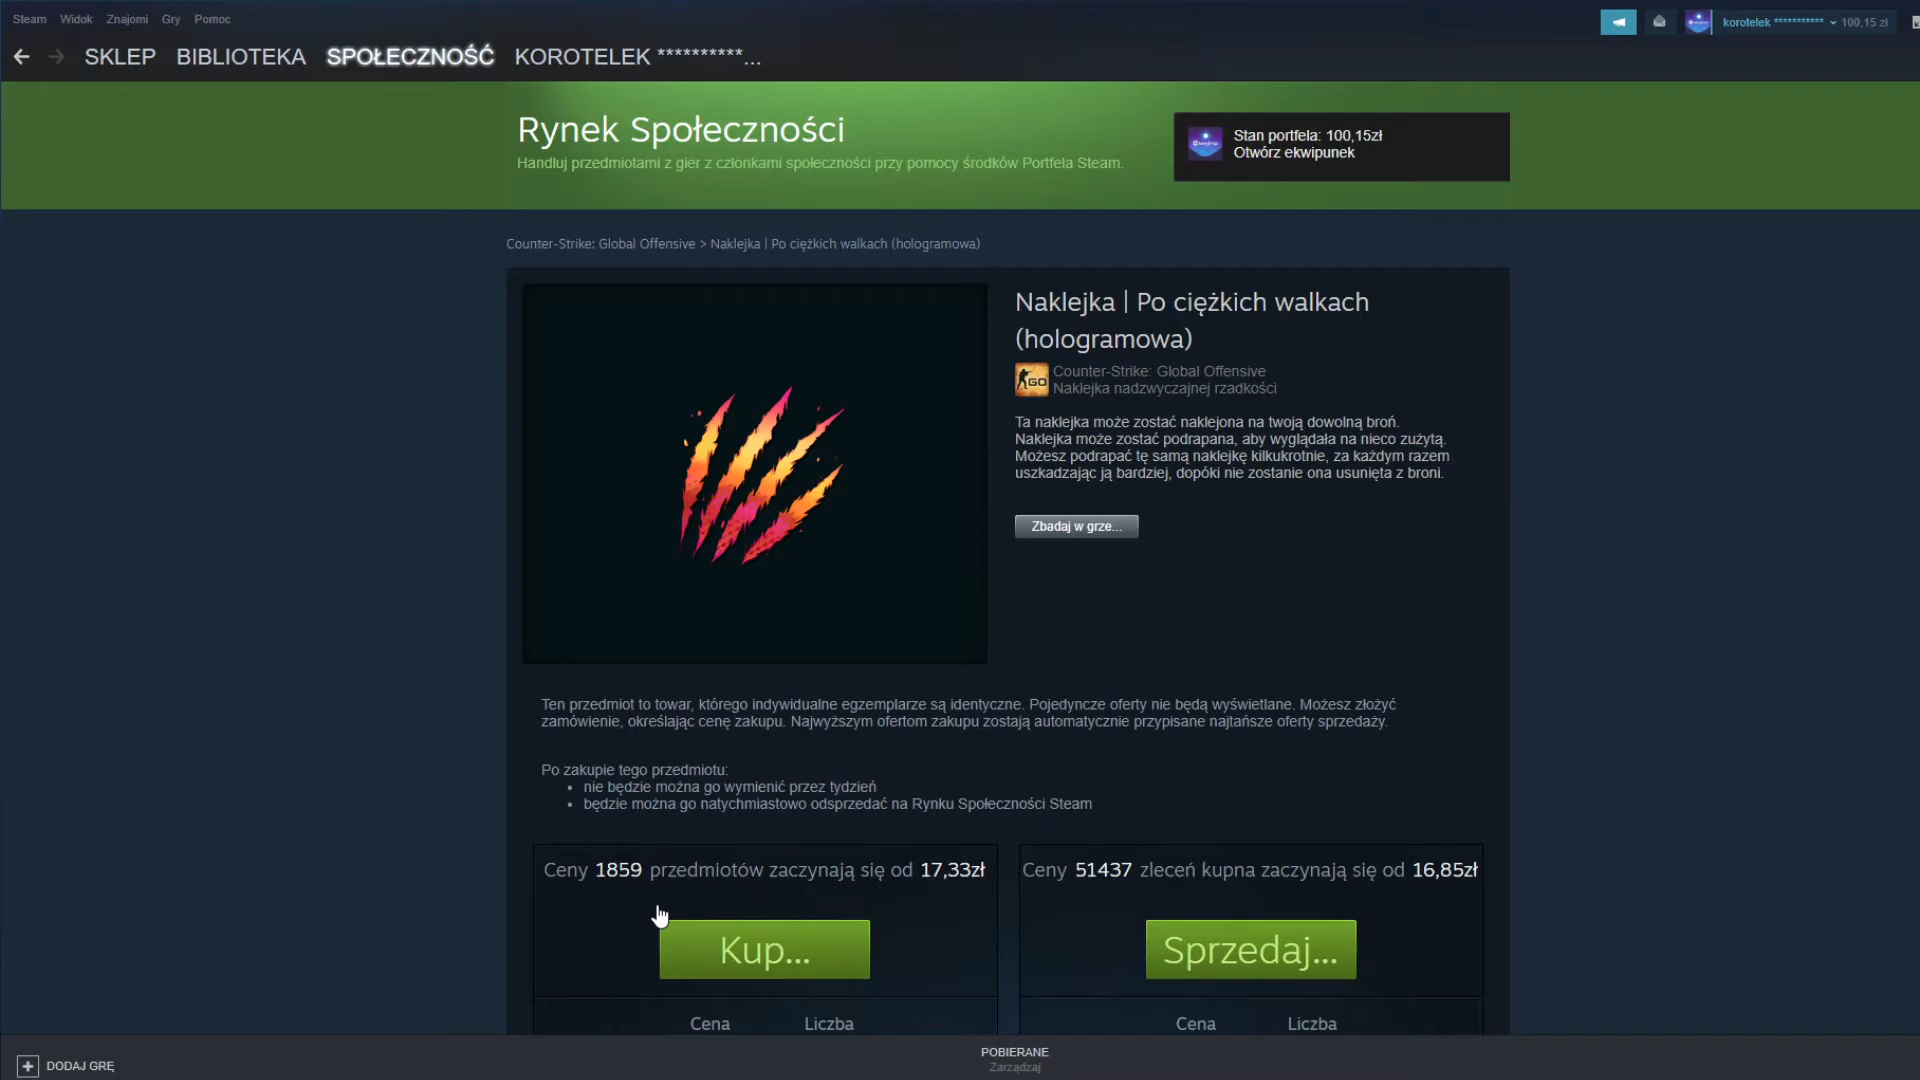 Steam Widok Znajomi Gry Pomoc
korotelek *********** 100,15 zł
SKLEP BIBLIOTEKA SPOŁECZNOŚĆ KOROTELEK **********...
Rynek Społeczności
Handluj przedmiotami z gier z członkami społeczności przy pomocy środków Portfela Steam.
Stan portfela: 100,15zł
Otwórz ekwipunek
Counter-Strike: Global Offensive > Naklejka | Po ciężkich walkach (hologramowa)
Naklejka | Po ciężkich walkach
(hologramowa)
GO
Counter-Strike: Global Offensive
Naklejka nadzwyczajnej rzadkości
Ta naklejka może zostać naklejona na twoją dowolną broń.
Naklejka może zostać podrapana, aby wyglądała na nieco zużytą.
Możesz podrapać tę samą naklejkę kilkukrotnie, za każdym razem
uszkadzając ją bardziej, dopóki nie zostanie ona usunięta z broni.
Zbadaj w grze...
Ten przedmiot to towar, którego indywidualne egzemplarze są identyczne. Pojedyncze oferty nie będą wyświetlane. Możesz złożyć
zamówienie, określając cenę zakupu. Najwyższym ofertom zakupu zostają automatycznie przypisane najtańsze oferty sprzedaży.
Po zakupie tego przedmiotu:
• nie będzie można go wymienić przez tydzień
• będzie można go natychmiastowo odsprzedać na Rynku Społeczności Steam
Ceny 1859 przedmiotów zaczynają się od 17,33zł
Kup...
Cena Liczba
Ceny 51437 zleceń kupna zaczynają się od 16,85zł
Sprzedaj...
Cena Liczba
DODAJ GRĘ
POBIERANE
Zarządzaj